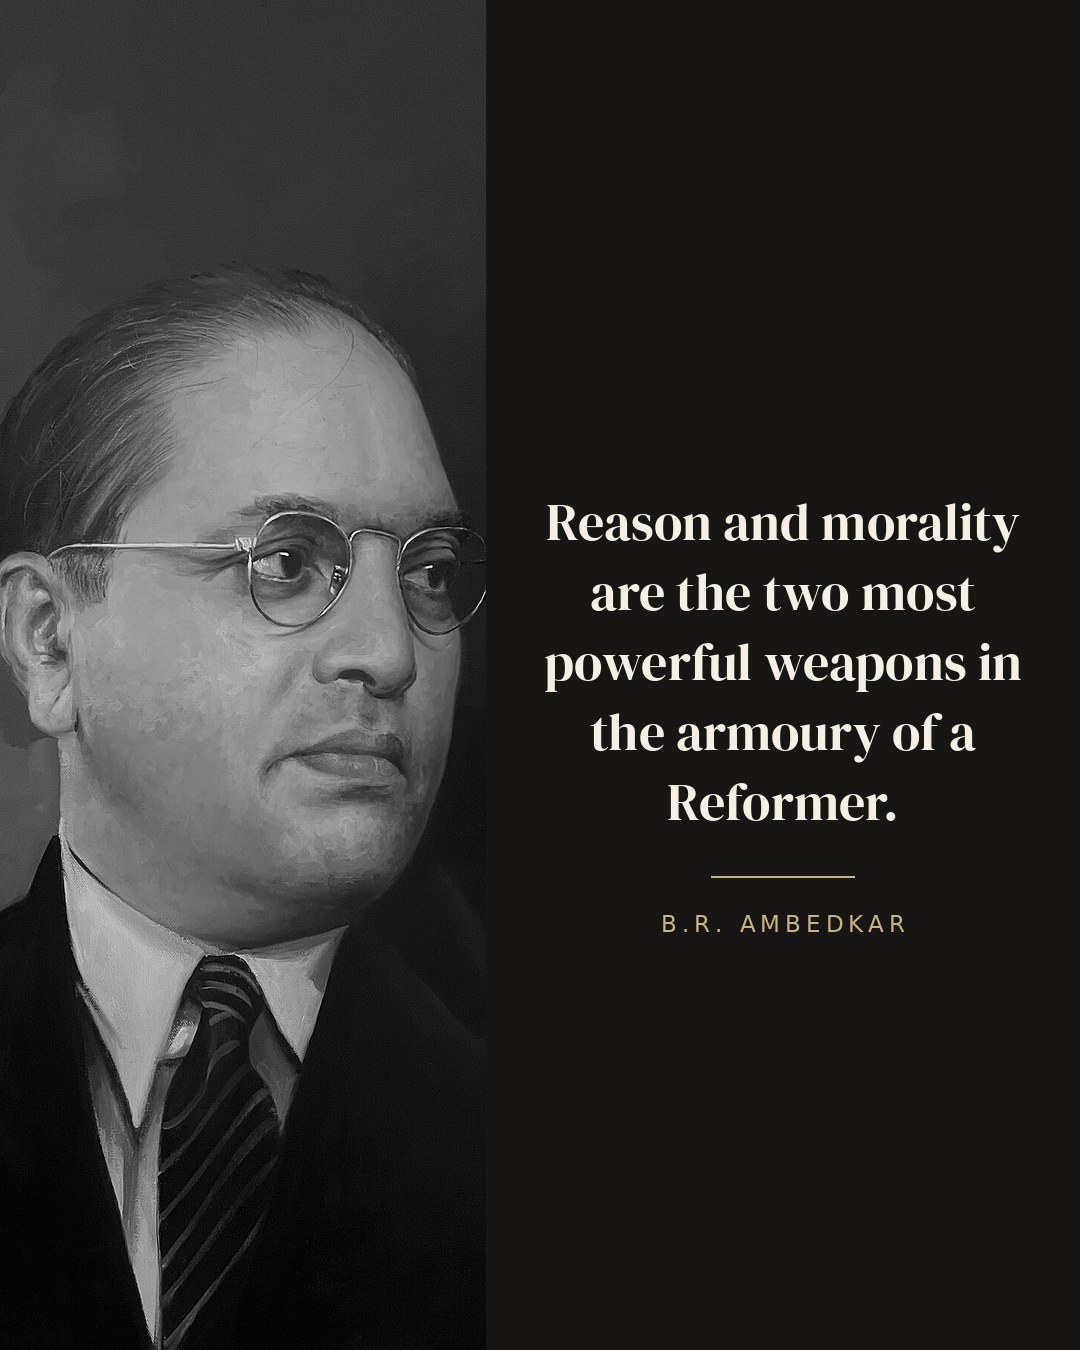 Reason and morality
are the two most
powerful weapons in
the armoury of a
Reformer.
B.R. AMBEDKAR